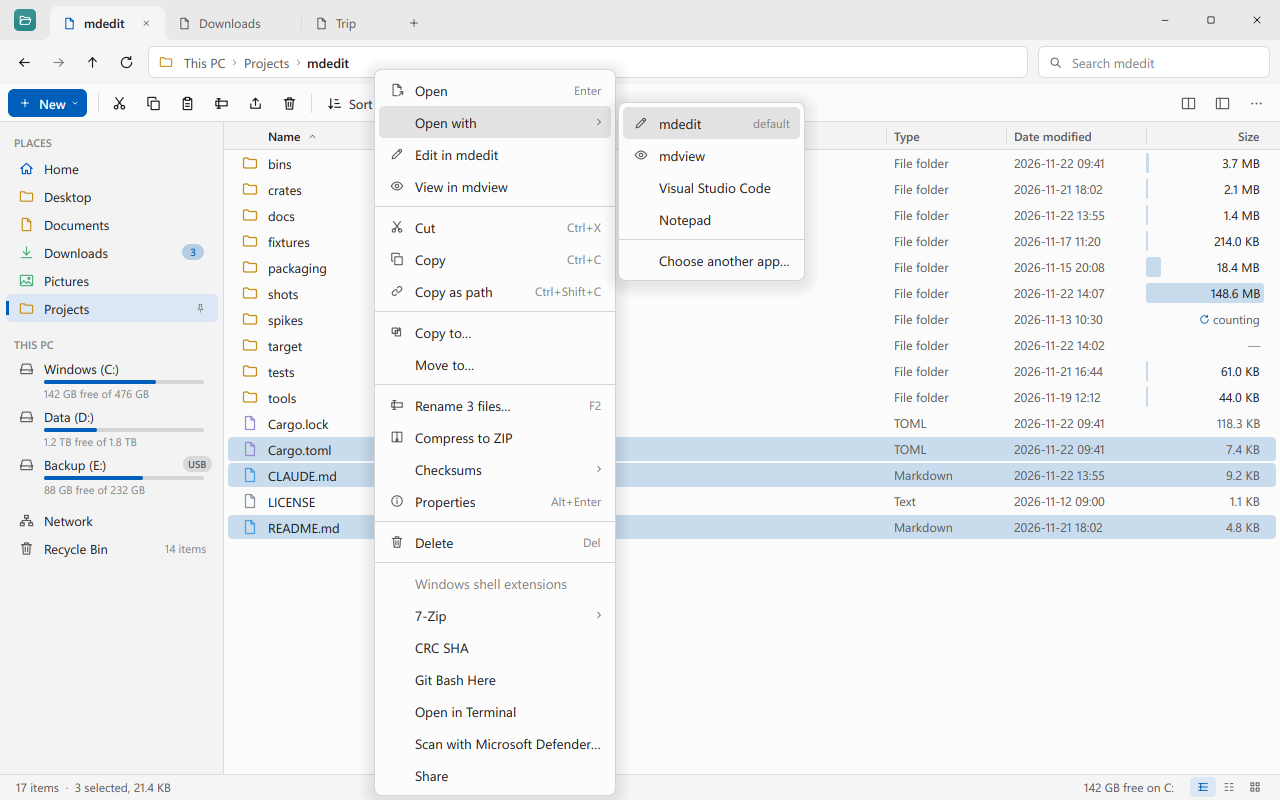 mdedit
Downloads
Trip
This PC
Projects
mdedit
Search mdedit
New
Sort
PLACES
Home
Desktop
Documents
Downloads 3
Pictures
Projects
THIS PC
Windows (C:)
142 GB free of 476 GB
Data (D:)
1.2 TB free of 1.8 TB
Backup (E:) USB
88 GB free of 232 GB
Network
Recycle Bin 14 items
Name Type Date modified Size
bins File folder 2026-11-22 09:41 3.7 MB
crates File folder 2026-11-21 18:02 2.1 MB
docs File folder 2026-11-22 13:55 1.4 MB
fixtures File folder 2026-11-17 11:20 214.0 KB
packaging File folder 2026-11-15 20:08 18.4 MB
shots File folder 2026-11-22 14:07 148.6 MB
spikes File folder 2026-11-13 10:30 counting
target File folder 2026-11-22 14:02 —
tests File folder 2026-11-21 16:44 61.0 KB
tools File folder 2026-11-19 12:12 44.0 KB
Cargo.lock TOML 2026-11-22 09:41 118.3 KB
Cargo.toml TOML 2026-11-22 09:41 7.4 KB
CLAUDE.md Markdown 2026-11-22 13:55 9.2 KB
LICENSE Text 2026-11-12 09:00 1.1 KB
README.md Markdown 2026-11-21 18:02 4.8 KB
Open Enter
Open with
Edit in mdedit
View in mdview
Cut Ctrl+X
Copy Ctrl+C
Copy as path Ctrl+Shift+C
Copy to...
Move to...
Rename 3 files... F2
Compress to ZIP
Checksums
Properties Alt+Enter
Delete Del
Windows shell extensions
7-Zip
CRC SHA
Git Bash Here
Open in Terminal
Scan with Microsoft Defender...
Share
mdedit default
mdview
Visual Studio Code
Notepad
Choose another app...
17 items · 3 selected, 21.4 KB
142 GB free on C: